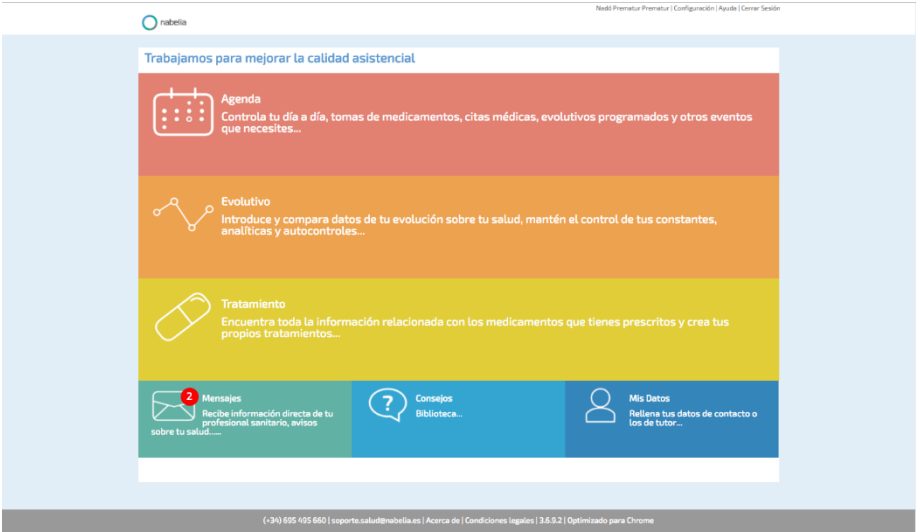 Nadó Prematur Prematur | Configuración | Ayuda | Cerrar Sesión
nabelia
Trabajamos para mejorar la calidad asistencial
Agenda
Controla tu día a día, tomas de medicamentos, citas médicas, evolutivos programados y otros eventos
que necesites...
Evolutivo
Introduce y compara datos de tu evolución sobre tu salud, mantén el control de tus constantes,
analíticas y autocontroles...
Tratamiento
Encuentra toda la información relacionada con los medicamentos que tienes prescritos y crea tus
propios tratamientos...
2
Mensajes
Recibe información directa de tu
profesional sanitario, avisos
sobre tu salud......
?
Consejos
Biblioteca...
Mis Datos
Rellena tus datos de contacto o
los de tutor...
(+34) 695 495 660 | soporte.salud@nabelia.es | Acerca de | Condiciones legales | 3.6.9.2 | Optimizado para Chrome